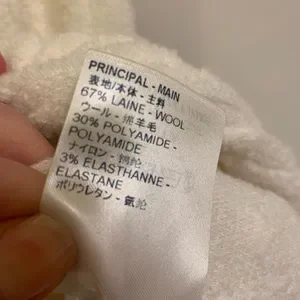 PRINCIPAL - MAIN
表地/本体 - 主料
67% LAINE - WOOL
ウール - 綿羊毛
30% POLYAMIDE -
POLYAMIDE
ナイロン - 锦纶
3% ELASTHANNE -
ELASTANE
ポリウレタン - 氨纶